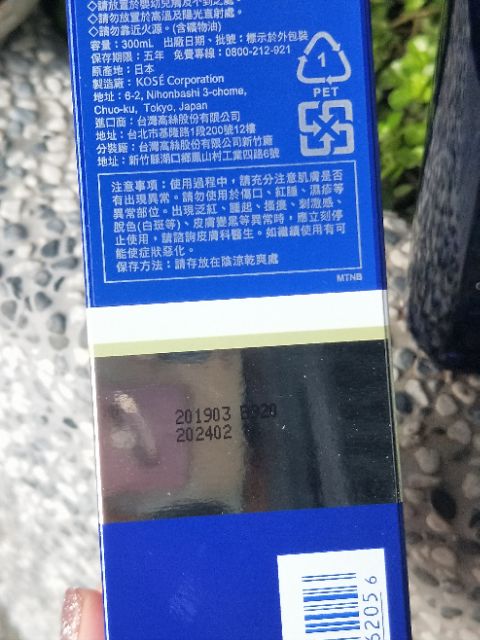 ◇請放置於嬰幼兒觸及不到之處。
◇請勿放置於高溫及陽光直射處。
◇請勿靠近火源。(含礦物油)
容量:300mL 出廠日期、批號:標示於外包裝
保存期限:五年 免費專線:0800-212-921
原產地:日本
製造廠:KOSÉ Corporation
地址:6-2, Nihonbashi 3-chome,
Chuo-ku, Tokyo, Japan
進口商:台灣高絲股份有限公司
地址:台北市基隆路1段200號12樓
分裝廠:台灣高絲股份有限公司新竹廠
地址:新竹縣湖口鄉鳳山村工業四路6號
1
PET
注意事項:使用過程中,請充分注意肌膚是否
有出現異常。請勿使用於傷口、紅腫、濕疹等
異常部位。出現泛紅、腫起、搔癢、刺激感、
脫色(白斑等)、皮膚變黑等異常時,應立刻停
止使用,請諮詢皮膚科醫生。如繼續使用有可
能使症狀惡化。
保存方法:請存放在陰涼乾爽處
MTNB
201903 E920
202402
2056